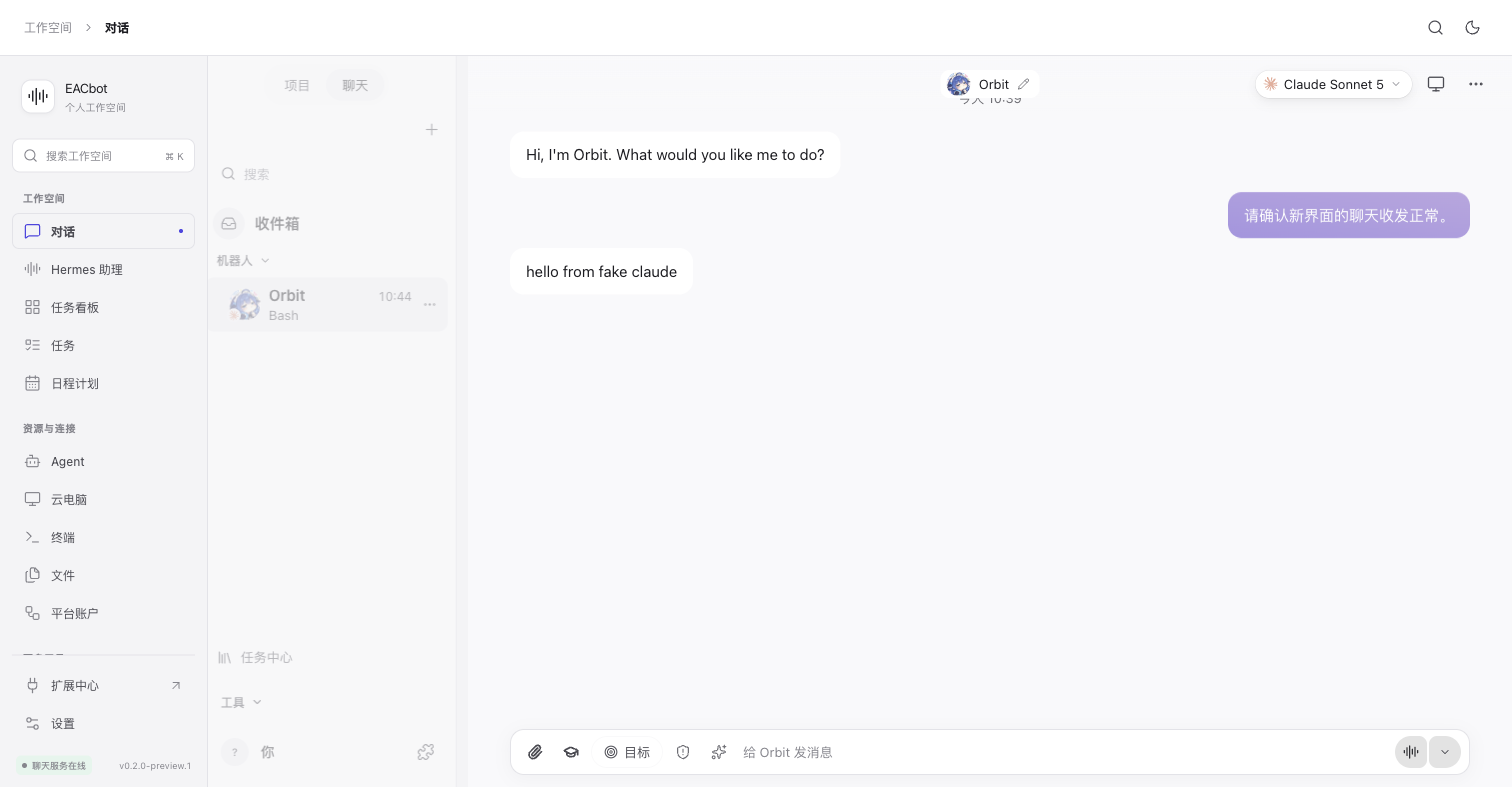 工作空间 > 对话
EACbot
个人工作空间
搜索工作空间 ⌘ K
工作空间
对话
Hermes 助理
任务看板
任务
日程计划
资源与连接
Agent
云电脑
终端
文件
平台账户
扩展中心
设置
聊天服务在线 v0.2.0-preview.1
项目 聊天
搜索
收件箱
机器人
Orbit 10:44
Bash
任务中心
工具
? 你
Orbit
Claude Sonnet 5
今天 10:39
Hi, I'm Orbit. What would you like me to do?
请确认新界面的聊天收发正常。
hello from fake claude
目标 给 Orbit 发消息